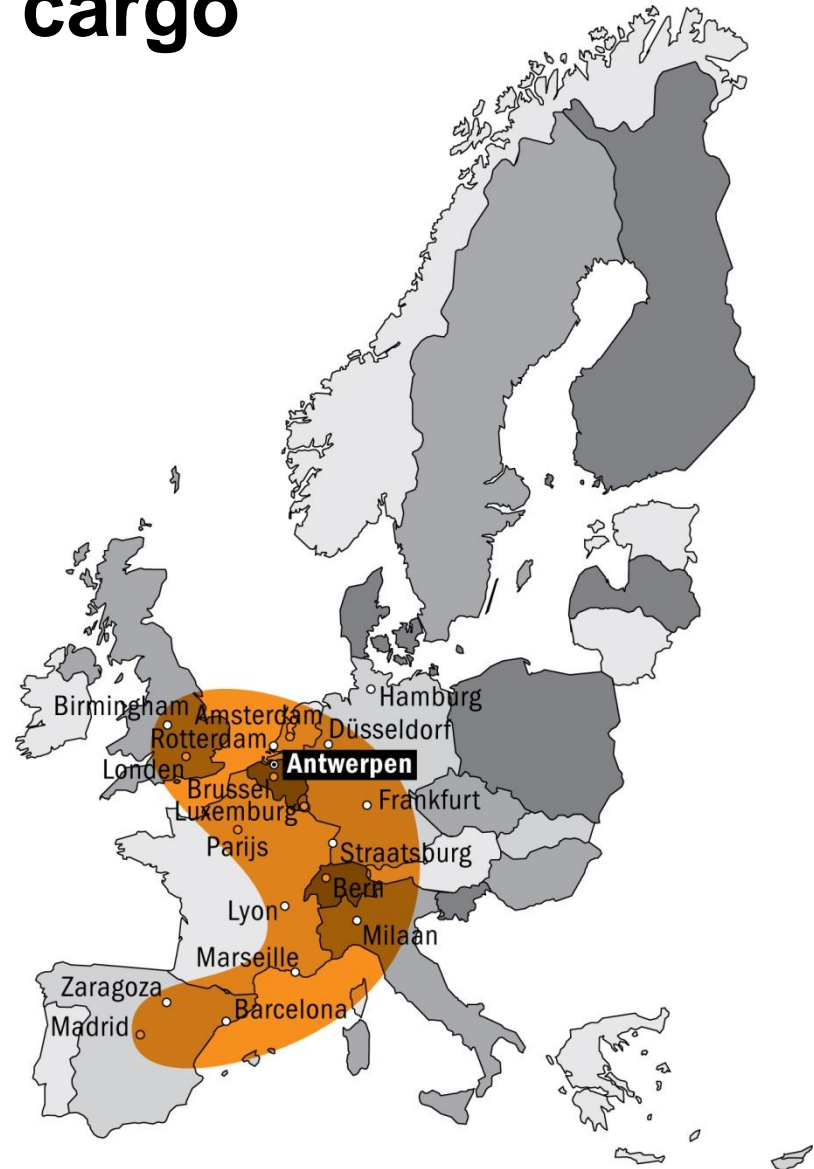 cargo
Hamburg
Birmingham
Amsterdam
Düsseldorf
Rotterdam
Antwerpen
Londen
Brussel
Luxemburg
Frankfurt
Parijs
Straatsburg
Bern
Lyon
Milaan
Marseille
Zaragoza
Barcelona
Madrid